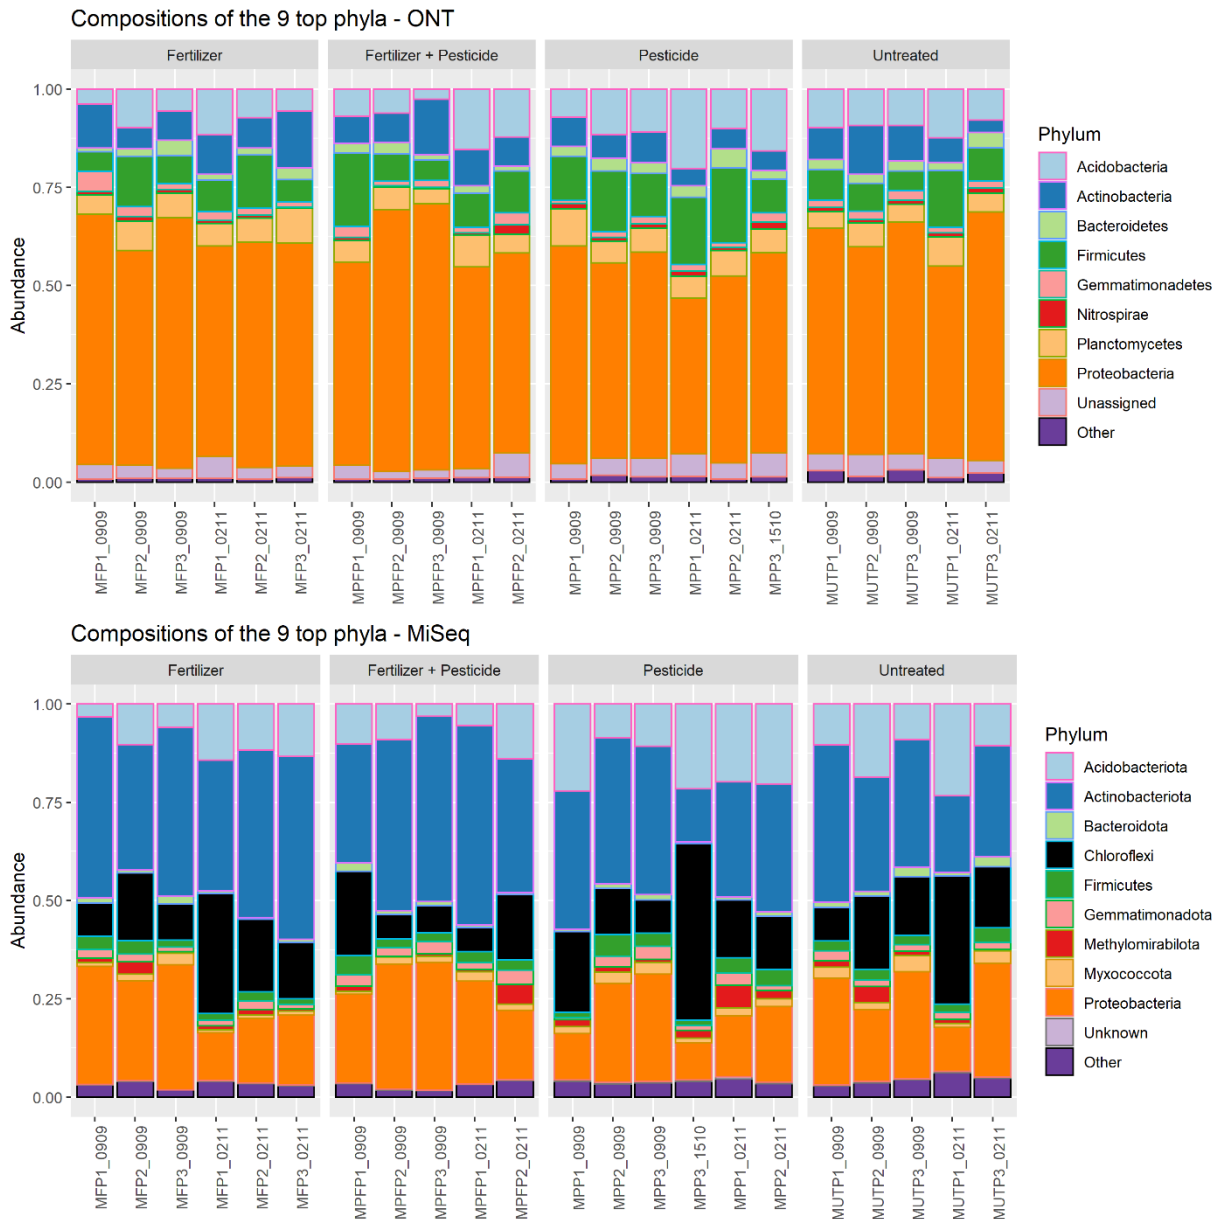 Compositions of the 9 top phyla - ONT
Fertilizer
Fertilizer + Pesticide
Pesticide
Untreated
Abundance
1.00
0.75
0.50
0.25
0.00
MFP1_0909
MFP2_0909
MFP3_0909
MFP1_0211
MFP2_0211
MFP3_0211
MPFP1_0909
MPFP2_0909
MPFP3_0909
MPFP1_0211
MPFP2_0211
MPP1_0909
MPP2_0909
MPP3_0909
MPP1_0211
MPP2_0211
MPP3_1510
MUTP1_0909
MUTP2_0909
MUTP3_0909
MUTP1_0211
MUTP3_0211
Phylum
Acidobacteria
Actinobacteria
Bacteroidetes
Firmicutes
Gemmatimonadetes
Nitrospirae
Planctomycetes
Proteobacteria
Unassigned
Other
Compositions of the 9 top phyla - MiSeq
Fertilizer
Fertilizer + Pesticide
Pesticide
Untreated
Abundance
1.00
0.75
0.50
0.25
0.00
MFP1_0909
MFP2_0909
MFP3_0909
MFP1_0211
MFP2_0211
MFP3_0211
MPFP1_0909
MPFP2_0909
MPFP3_0909
MPFP1_0211
MPFP2_0211
MPP1_0909
MPP2_0909
MPP3_0909
MPP3_1510
MPP1_0211
MPP2_0211
MUTP1_0909
MUTP2_0909
MUTP3_0909
MUTP1_0211
MUTP3_0211
Phylum
Acidobacteriota
Actinobacteriota
Bacteroidota
Chloroflexi
Firmicutes
Gemmatimonadota
Methylomirabilota
Myxococcota
Proteobacteria
Unknown
Other